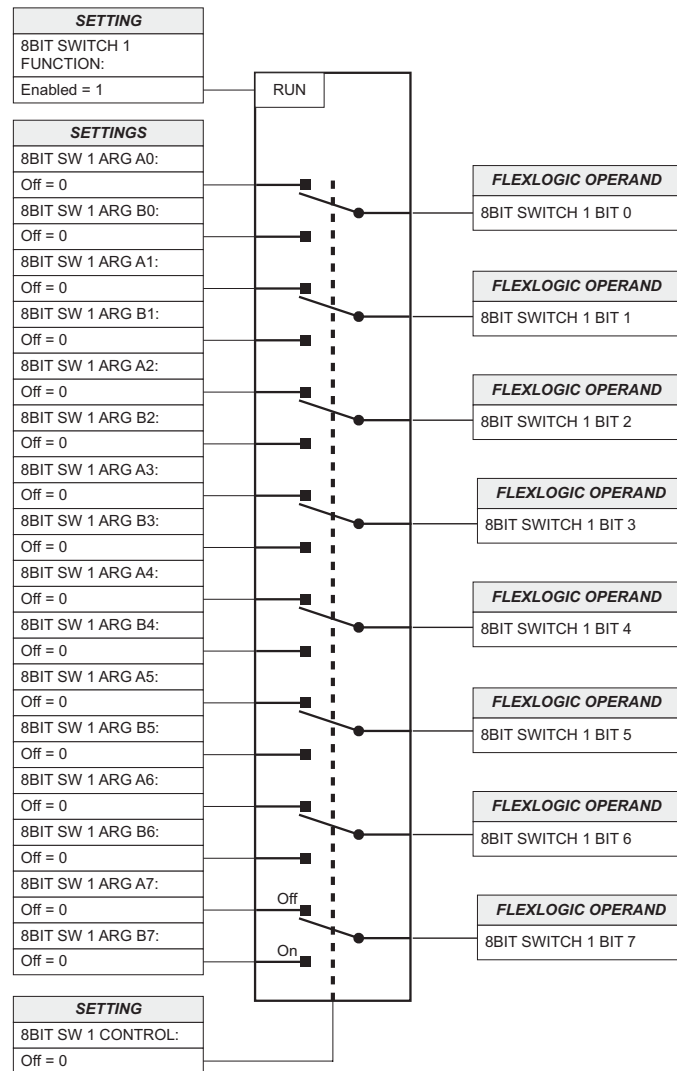 SETTING
8BIT SWITCH 1
FUNCTION:
Enabled = 1
RUN
SETTINGS
8BIT SW 1 ARG A0:
Off = 0
8BIT SW 1 ARG B0:
Off = 0
8BIT SW 1 ARG A1:
Off = 0
8BIT SW 1 ARG B1:
Off = 0
8BIT SW 1 ARG A2:
Off = 0
8BIT SW 1 ARG B2:
Off = 0
8BIT SW 1 ARG A3:
Off = 0
8BIT SW 1 ARG B3:
Off = 0
8BIT SW 1 ARG A4:
Off = 0
8BIT SW 1 ARG B4:
Off = 0
8BIT SW 1 ARG A5:
Off = 0
8BIT SW 1 ARG B5:
Off = 0
8BIT SW 1 ARG A6:
Off = 0
8BIT SW 1 ARG B6:
Off = 0
8BIT SW 1 ARG A7:
Off = 0
8BIT SW 1 ARG B7:
Off = 0
Off
On
SETTING
8BIT SW 1 CONTROL:
Off = 0
FLEXLOGIC OPERAND
8BIT SWITCH 1 BIT 0
FLEXLOGIC OPERAND
8BIT SWITCH 1 BIT 1
FLEXLOGIC OPERAND
8BIT SWITCH 1 BIT 2
FLEXLOGIC OPERAND
8BIT SWITCH 1 BIT 3
FLEXLOGIC OPERAND
8BIT SWITCH 1 BIT 4
FLEXLOGIC OPERAND
8BIT SWITCH 1 BIT 5
FLEXLOGIC OPERAND
8BIT SWITCH 1 BIT 6
FLEXLOGIC OPERAND
8BIT SWITCH 1 BIT 7